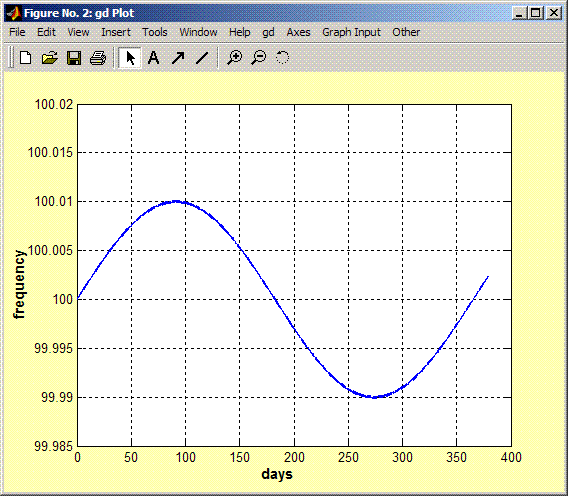 Figure No. 2: gd Plot
File Edit View Insert Tools Window Help gd Axes Graph Input Other
A
100.02
100.015
100.01
100.005
100
99.995
99.99
99.985
frequency
0 50 100 150 200 250 300 350 400
days